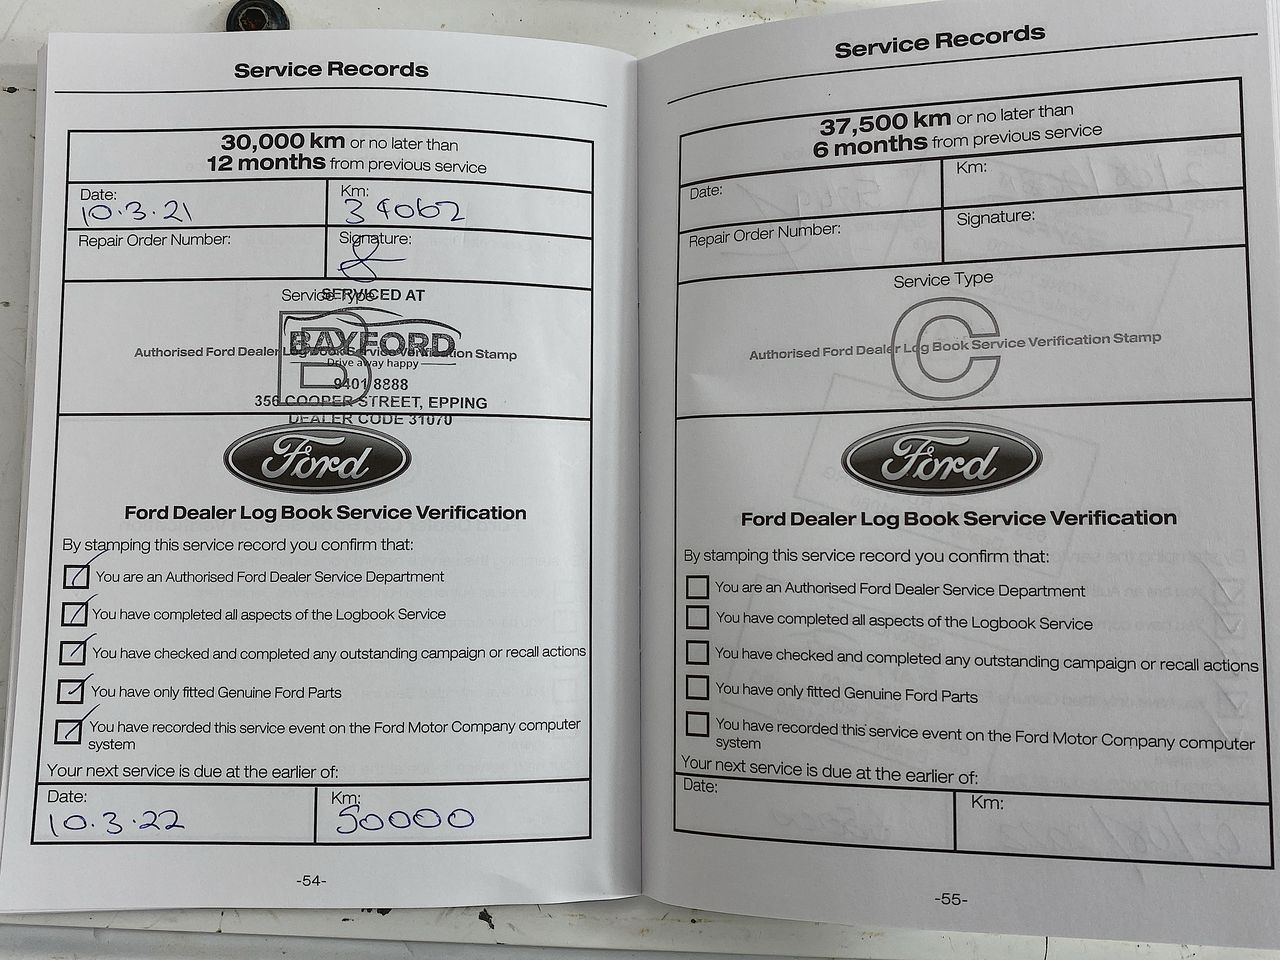 Service Records
30,000 km or no later than
12 months from previous service
Date:
10.3.21
Km:
34062
Repair Order Number:
Signature:
Service Type
B
SERVICED AT
BAYFORD
Authorised Ford Dealer Log Book Service Verification Stamp
Drive away happy
9401 8888
356 COOPER STREET, EPPING
DEALER CODE 31070
Ford
Ford Dealer Log Book Service Verification
By stamping this service record you confirm that:
You are an Authorised Ford Dealer Service Department
You have completed all aspects of the Logbook Service
You have checked and completed any outstanding campaign or recall actions
You have only fitted Genuine Ford Parts
You have recorded this service event on the Ford Motor Company computer
system
Your next service is due at the earlier of:
Date:
10.3.22
Km:
50000
-54-
Service Records
37,500 km or no later than
6 months from previous service
Date:
Km:
Repair Order Number:
Signature:
Service Type
C
Authorised Ford Dealer Log Book Service Verification Stamp
Ford
Ford Dealer Log Book Service Verification
By stamping this service record you confirm that:
You are an Authorised Ford Dealer Service Department
You have completed all aspects of the Logbook Service
You have checked and completed any outstanding campaign or recall actions
You have only fitted Genuine Ford Parts
You have recorded this service event on the Ford Motor Company computer
system
Your next service is due at the earlier of:
Date:
Km:
-55-